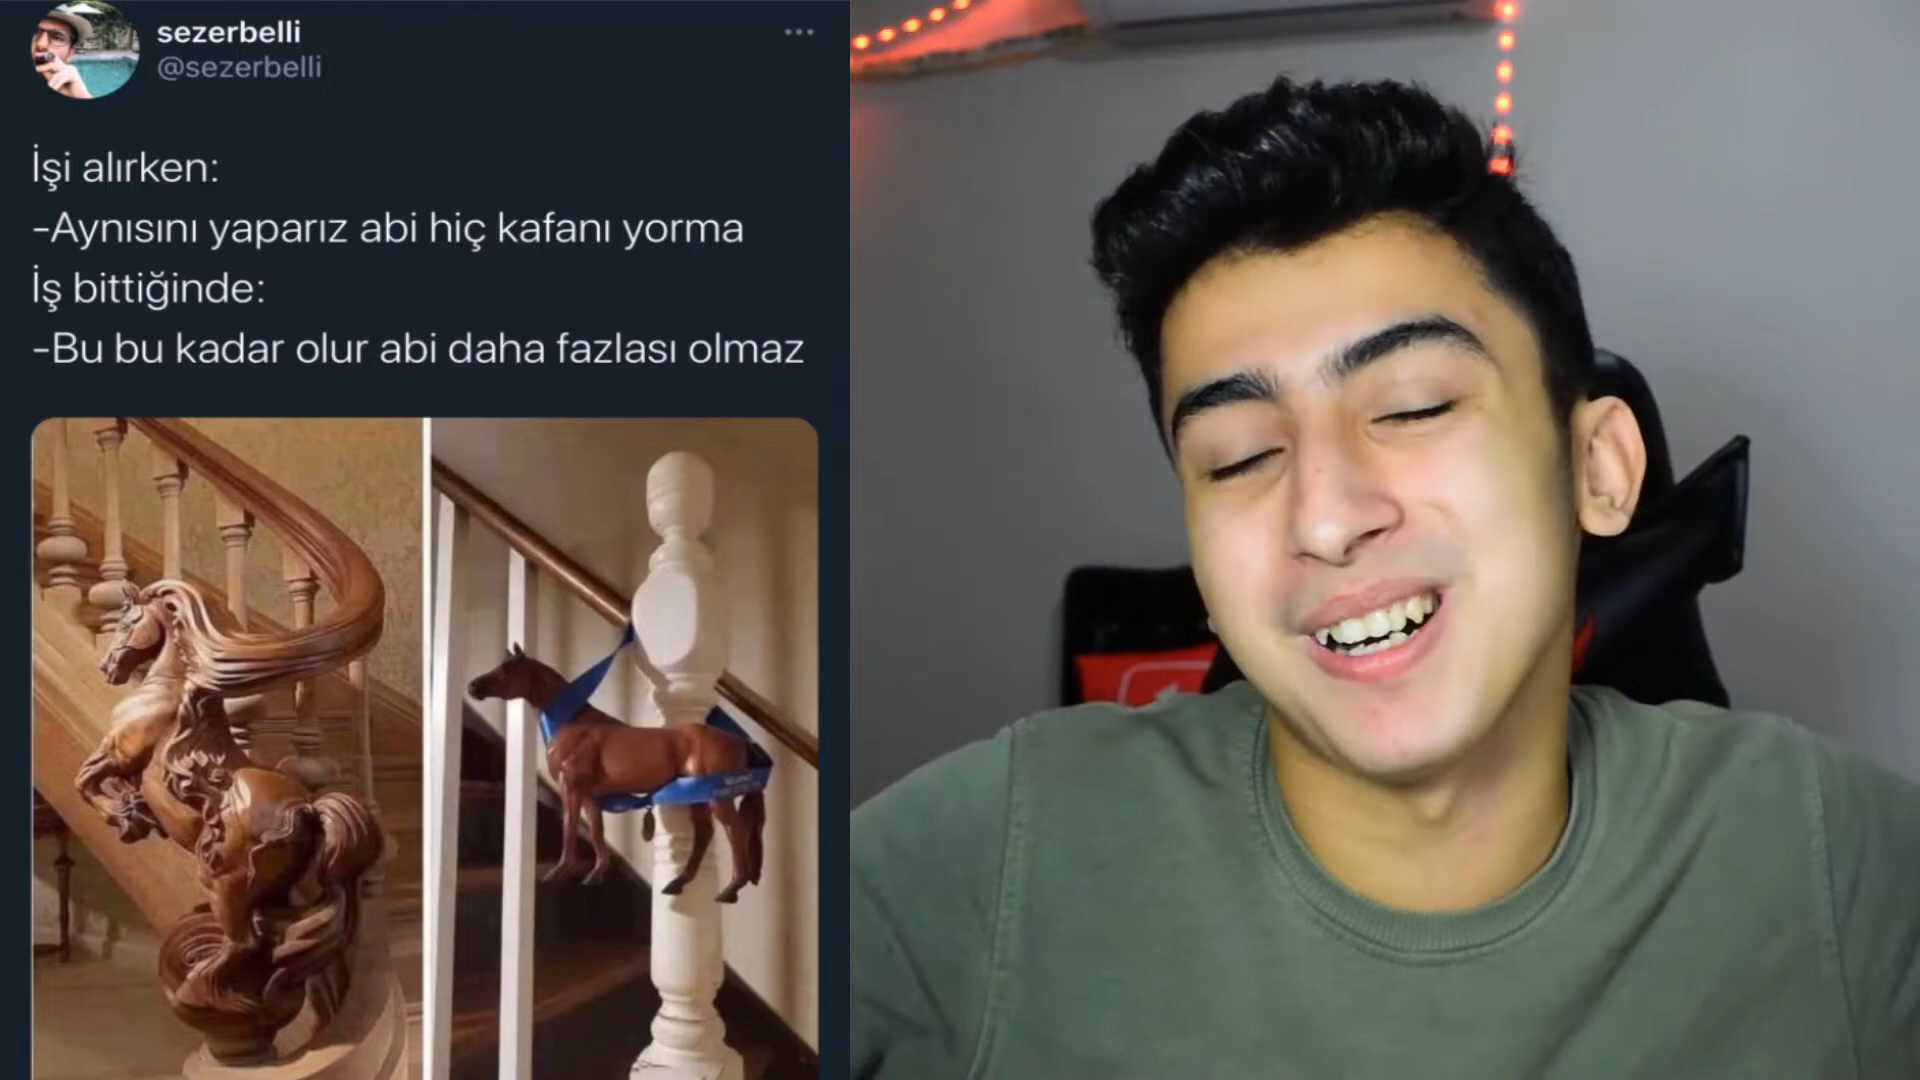 sezerbelli
@sezerbelli
İşi alırken:
-Aynısını yaparız abi hiç kafanı yorma
İş bittiğinde:
-Bu bu kadar olur abi daha fazlası olmaz